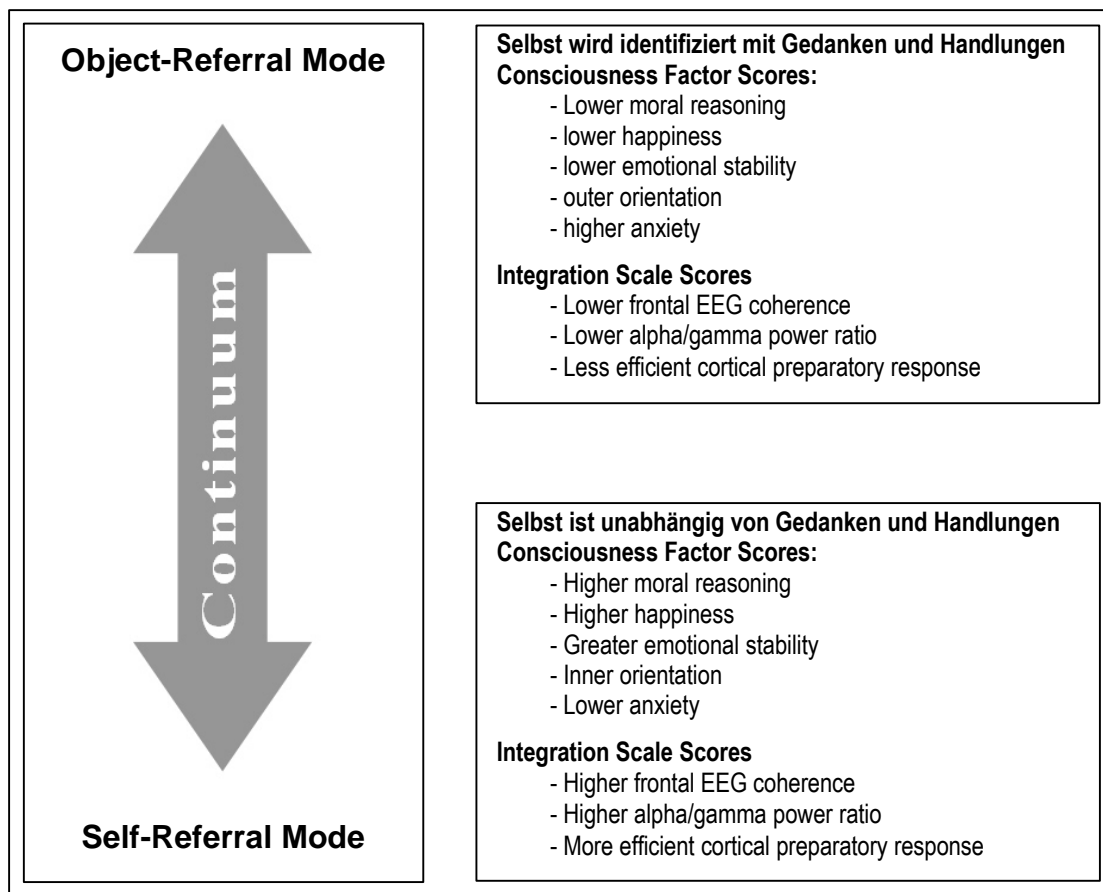 Object-Referral Mode
Continuum
Self-Referral Mode
Selbst wird identifiziert mit Gedanken und Handlungen
Consciousness Factor Scores:
- Lower moral reasoning
- lower happiness
- lower emotional stability
- outer orientation
- higher anxiety
Integration Scale Scores
- Lower frontal EEG coherence
- Lower alpha/gamma power ratio
- Less efficient cortical preparatory response
Selbst ist unabhängig von Gedanken und Handlungen
Consciousness Factor Scores:
- Higher moral reasoning
- Higher happiness
- Greater emotional stability
- Inner orientation
- Lower anxiety
Integration Scale Scores
- Higher frontal EEG coherence
- Higher alpha/gamma power ratio
- More efficient cortical preparatory response